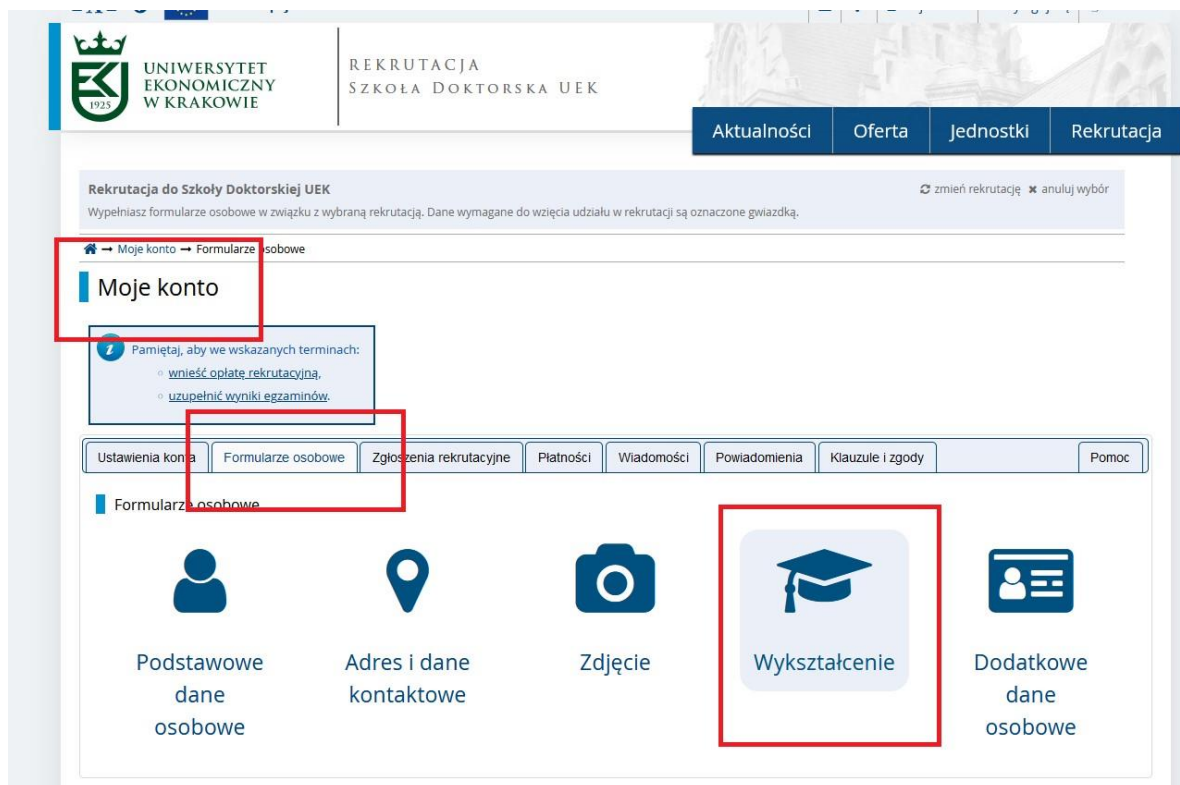 UNIWERSYTET
EKONOMICZNY
W KRAKOWIE
1925
REKRUTACJA
SZKOŁA DOKTORSKA UEK
Aktualności Oferta Jednostki Rekrutacja
Rekrutacja do Szkoły Doktorskiej UEK
zmień rekrutację anuluj wybór
Wypełniasz formularze osobowe w związku z wybraną rekrutacją. Dane wymagane do wzięcia udziału w rekrutacji są oznaczone gwiazdką.
→ Moje konto → Formularze osobowe
Moje konto
Pamiętaj, aby we wskazanych terminach:
wnieść opłatę rekrutacyjną,
uzupełnić wyniki egzaminów.
Ustawienia konta Formularze osobowe Zgłoszenia rekrutacyjne Płatności Wiadomości Powiadomienia Klauzule i zgody Pomoc
Formularze osobowe
Podstawowe
dane
osobowe
Adres i dane
kontaktowe
Zdjęcie
Wykształcenie
Dodatkowe
dane
osobowe